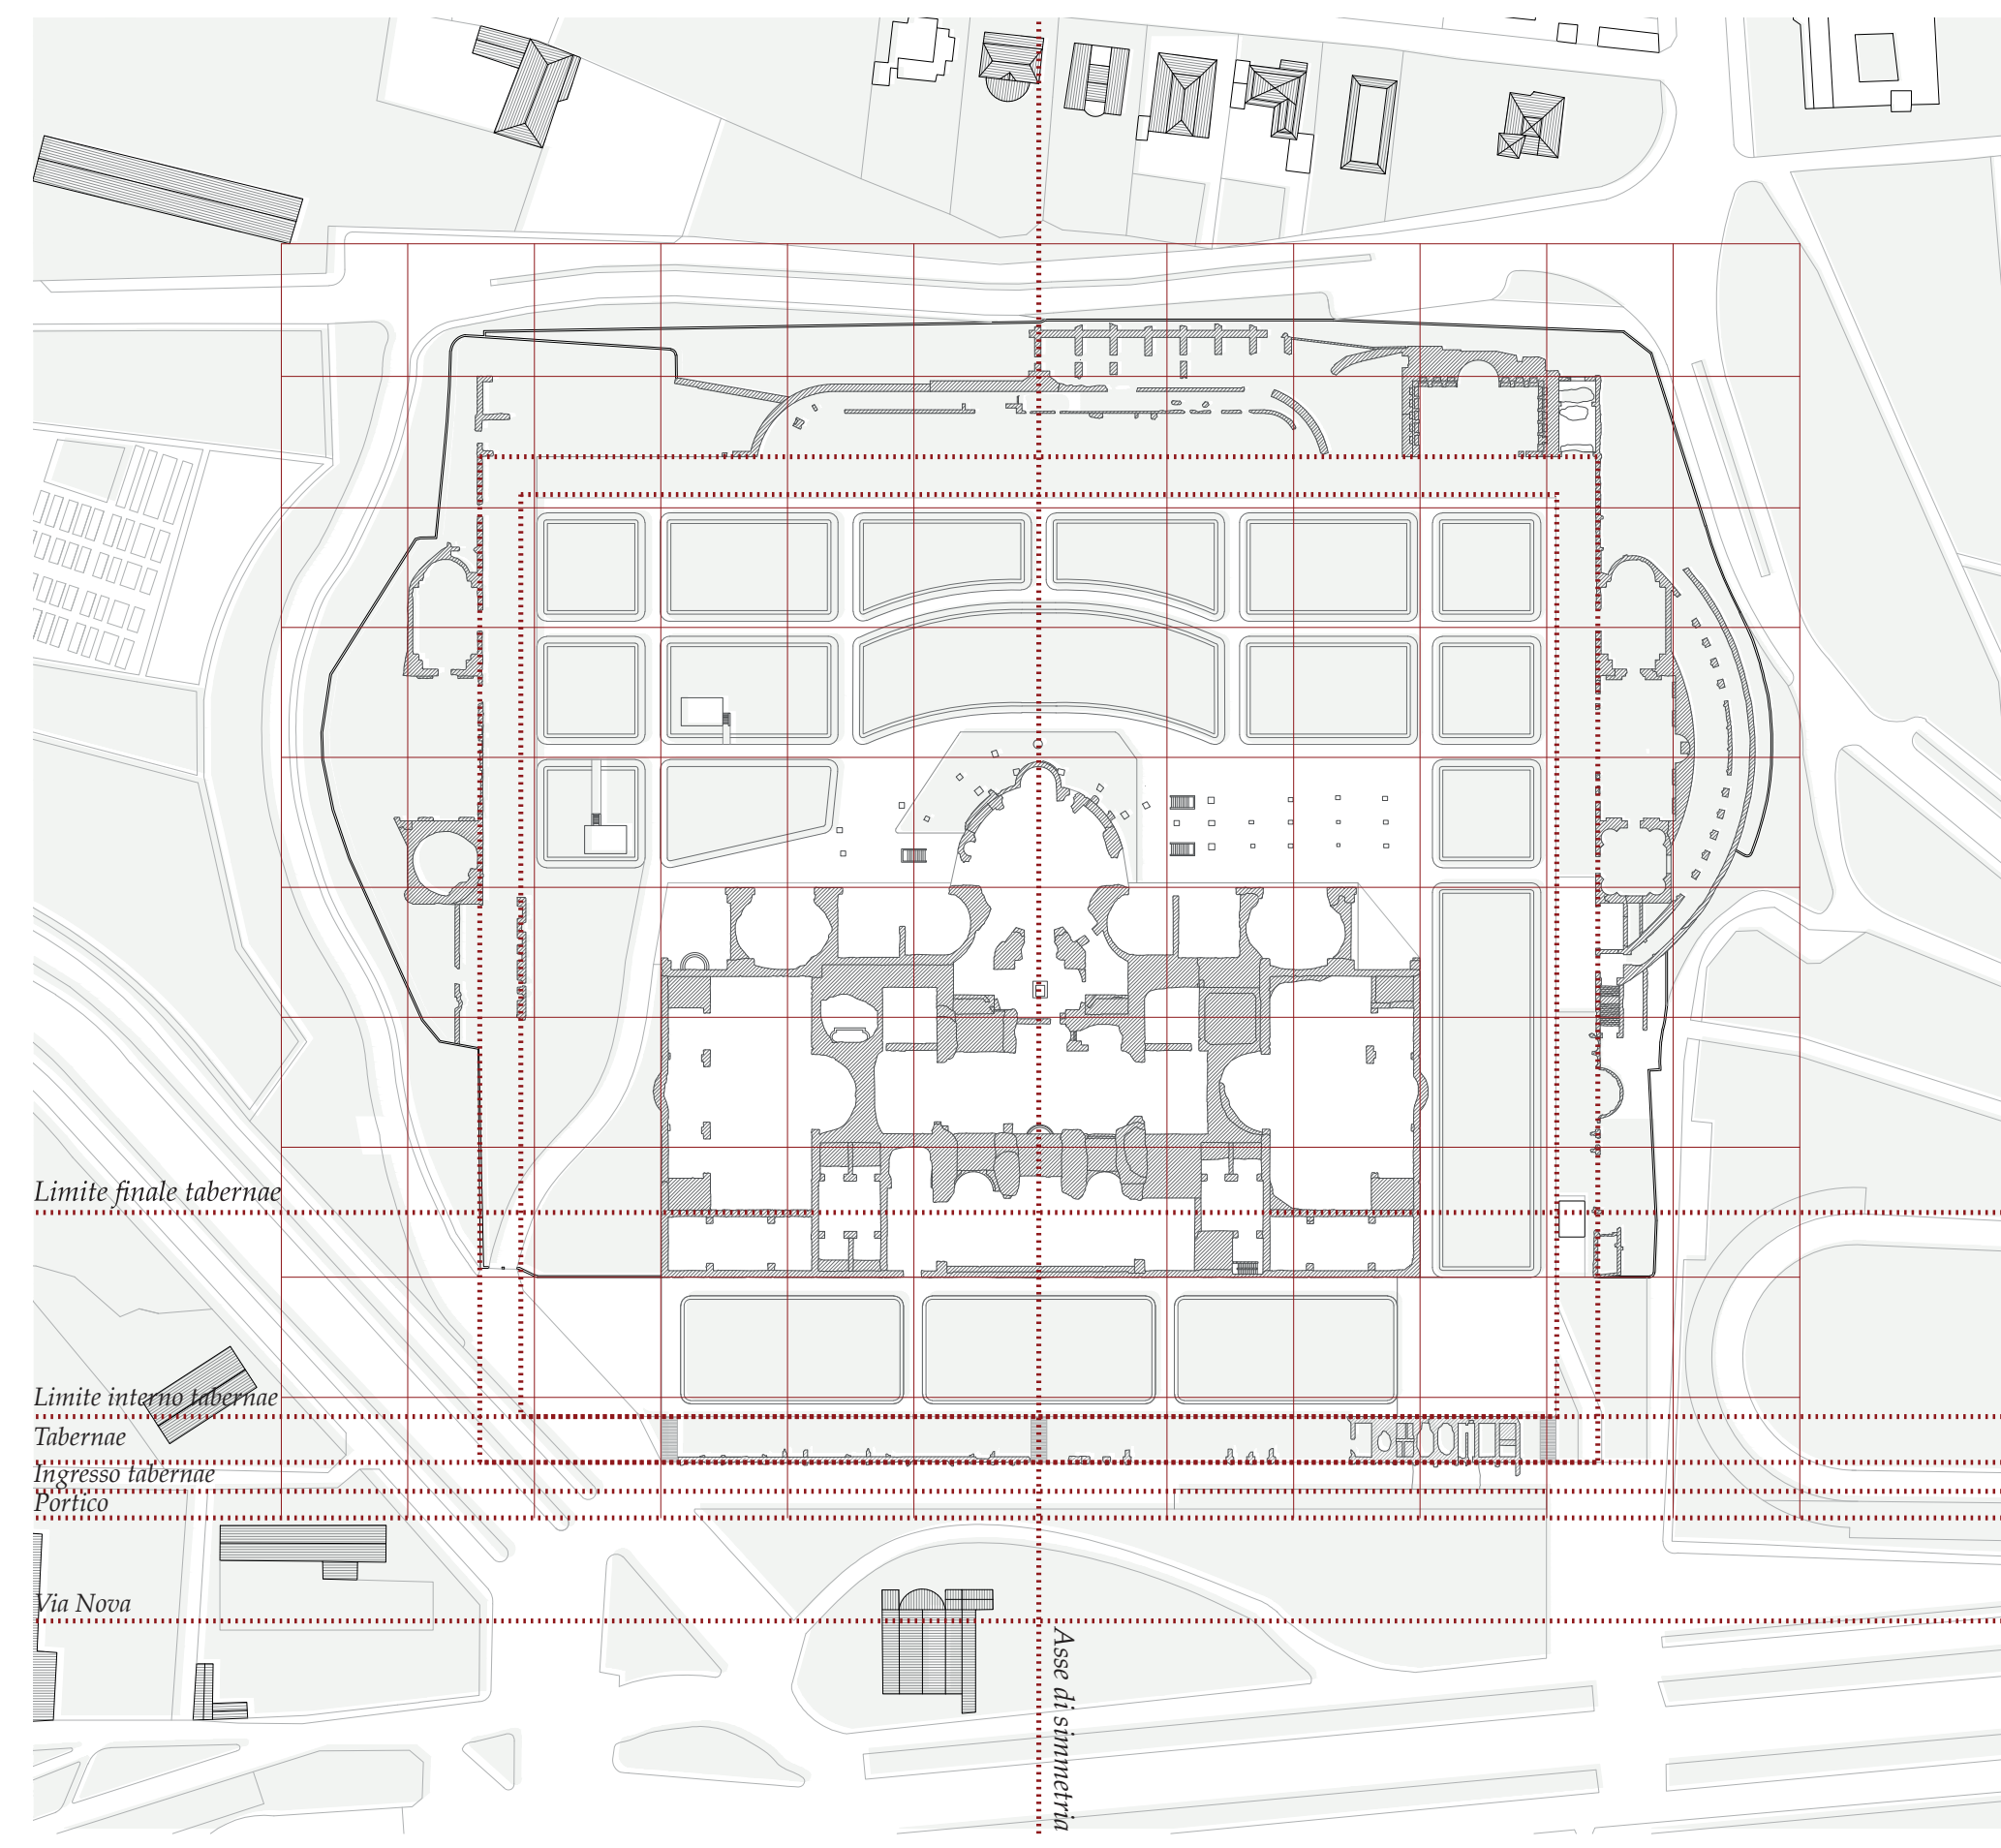 Limite finale tabernae
Limite interno tabernae
Tabernae
Ingresso tabernae
Portico
Via Nova
Asse di simmetria